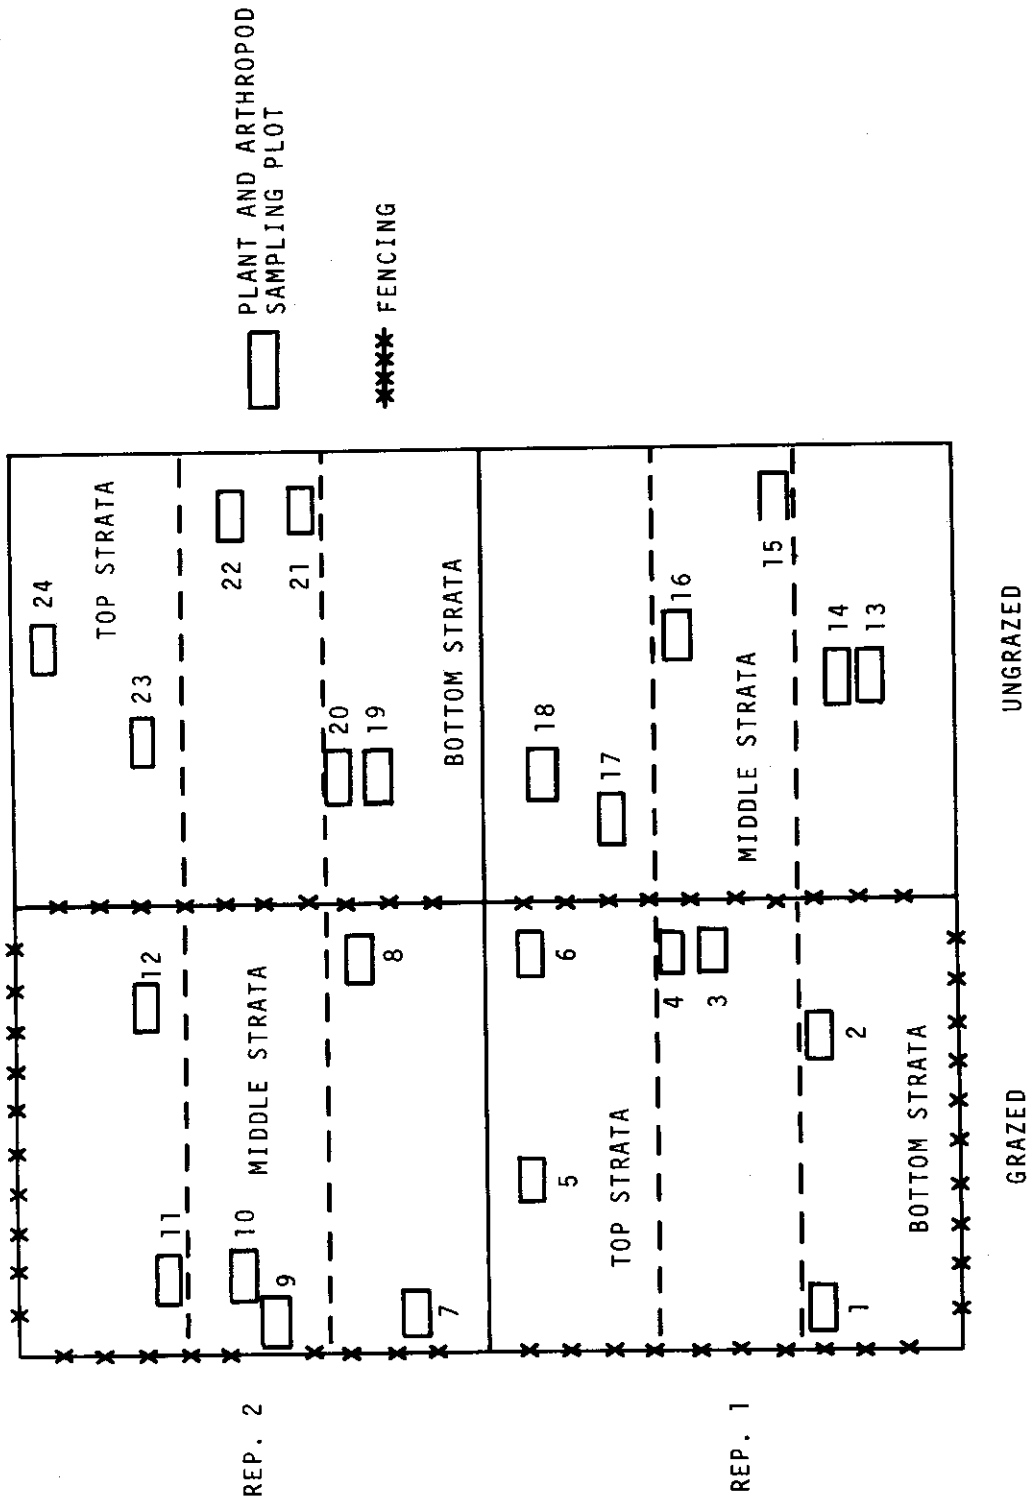 24
TOP STRATA
23
12
11
22
REP. 2
10
MIDDLE STRATA
9
21
20
19
8
7
BOTTOM STRATA
18
6
5
17
TOP STRATA
16
4
3
REP. 1
MIDDLE STRATA
15
14
2
1
13
BOTTOM STRATA
GRAZED
UNGRAZED
PLANT AND ARTHROPOD
SAMPLING PLOT
FENCING